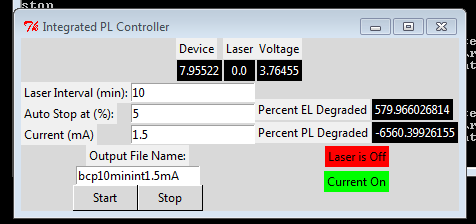 ston
Integrated PL Controller
Device Laser Voltage
7.95522 0.0 3.76455
Laser Interval (min): 10
Auto Stop at (%): 5
Percent EL Degraded 579.966026814
Current (mA) 1.5
Percent PL Degraded -6560.39926155
Output File Name:
Laser is Off
bcp10minint1.5mA
Current On
Start Stop